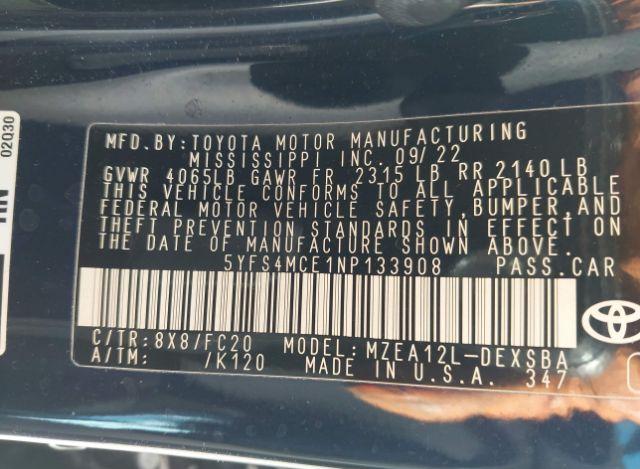 MFD.BY:TOYOTA MOTOR MANUFACTURING
MISSISSIPPI INC. 09/22
GVWR 4065LB GAWR FR 2315 LB RR 2140LB
THIS VEHICLE CONFORMS TO ALL APPLICABLE
FEDERAL MOTOR VEHICLE SAFETY,BUMPER,AND
THEFT PREVENTION STANDARDS IN EFFECT ON
THE DATE OF MANUFACTURE SHOWN ABOVE.
5YFS4MCE1NP133908 PASS.CAR
C/TR:8X8/FC20 MODEL:MZEA12L-DEXSBA
A/TM: /K120 MADE IN U.S.A. 347
02Q30